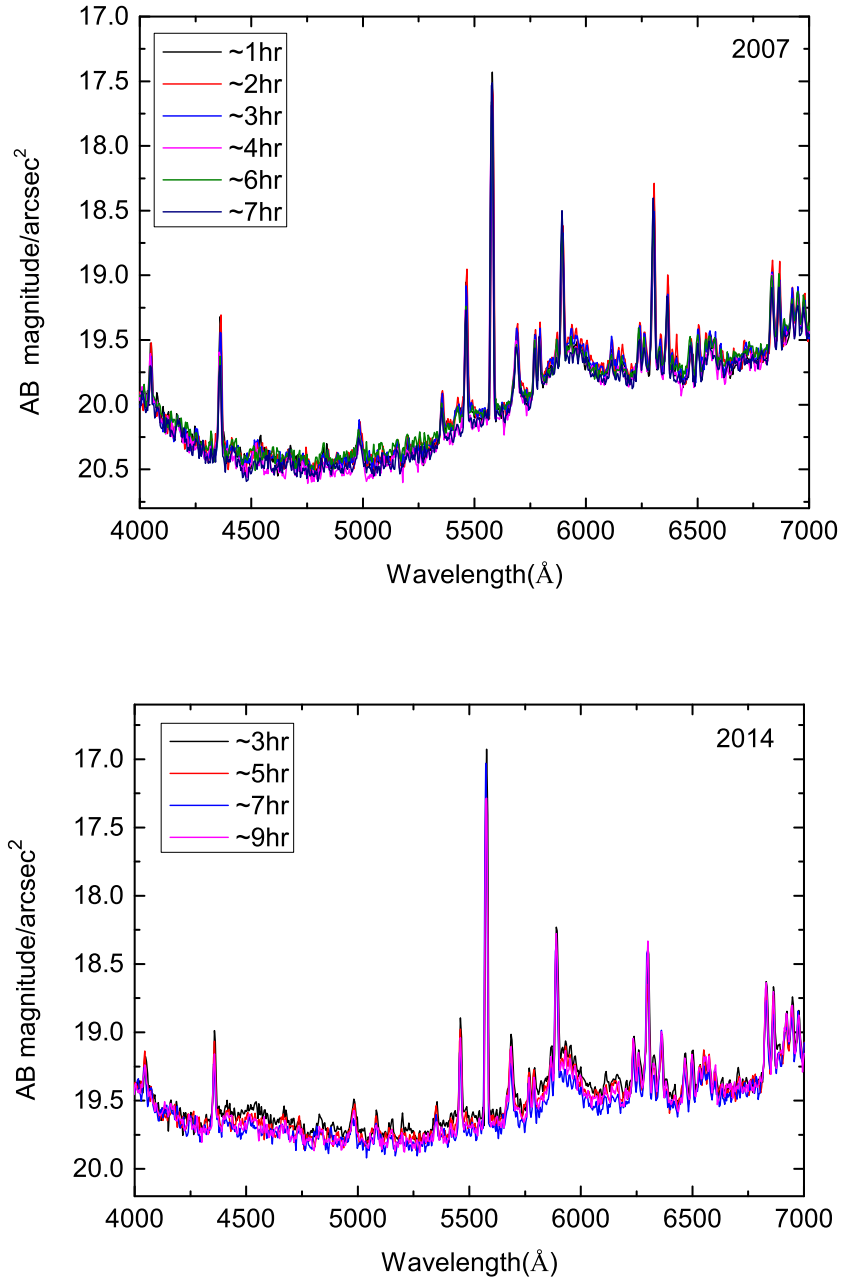 2007
~1hr
~2hr
~3hr
~4hr
~6hr
~7hr
AB magnitude/arcsec²
17.0
17.5
18.0
18.5
19.0
19.5
20.0
20.5
4000 4500 5000 5500 6000 6500 7000
Wavelength(Å)
2014
~3hr
~5hr
~7hr
~9hr
AB magnitude/arcsec²
17.0
17.5
18.0
18.5
19.0
19.5
20.0
4000 4500 5000 5500 6000 6500 7000
Wavelength(Å)